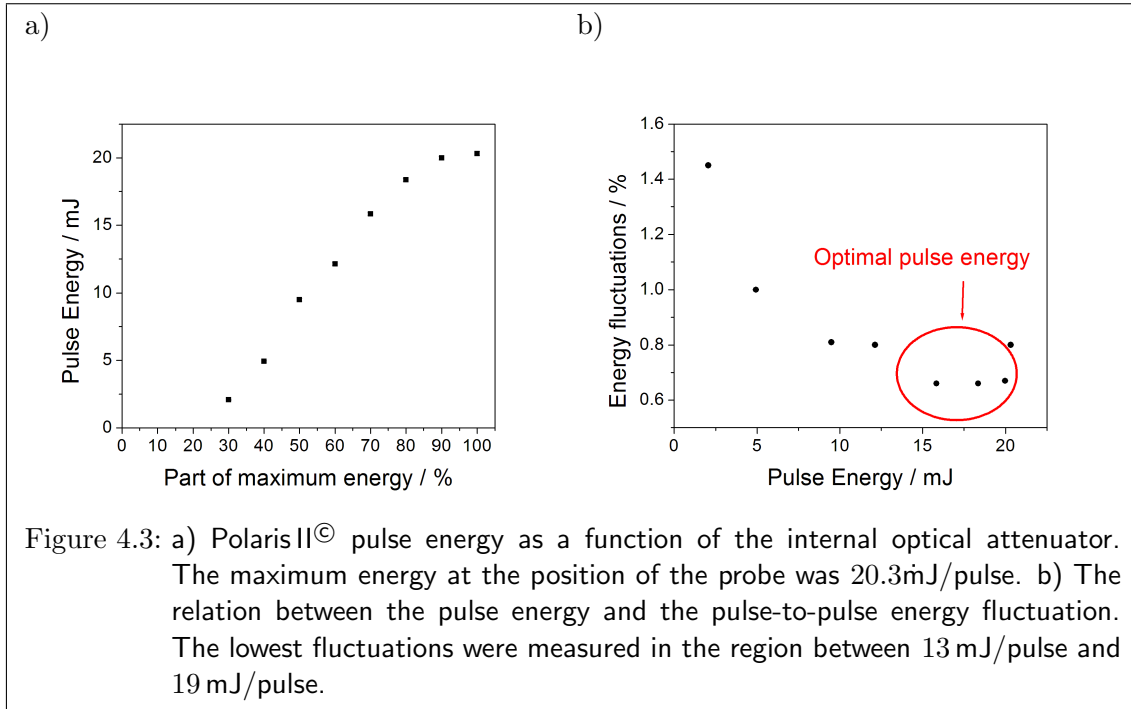 a)
b)
20
15
10
5
0
Pulse Energy / mJ
0 10 20 30 40 50 60 70 80 90 100
Part of maximum energy / %
1.6
1.4
1.2
1.0
0.8
0.6
Energy fluctuations / %
Optimal pulse energy
0 5 10 15 20
Pulse Energy / mJ
Figure 4.3: a) Polaris II© pulse energy as a function of the internal optical attenuator.
The maximum energy at the position of the probe was 20.3ṁJ/pulse. b) The
relation between the pulse energy and the pulse-to-pulse energy fluctuation.
The lowest fluctuations were measured in the region between 13 mJ/pulse and
19 mJ/pulse.